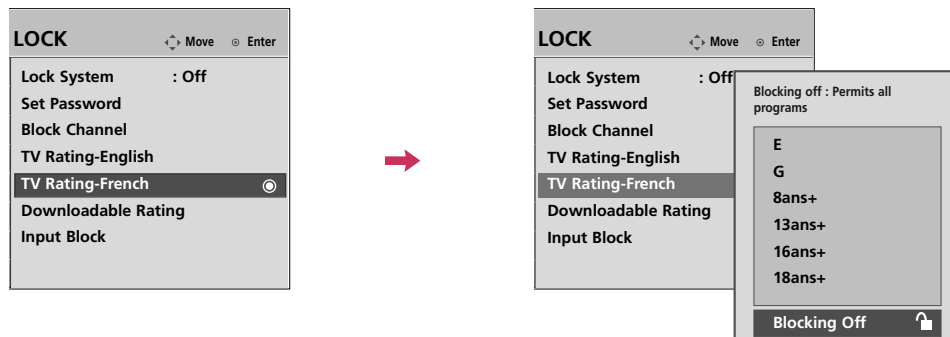 LOCK
Move Enter
Lock System : Off
Set Password
Block Channel
TV Rating-English
TV Rating-French
Downloadable Rating
Input Block
LOCK
Move Enter
Lock System : Off
Set Password
Block Channel
TV Rating-English
TV Rating-French
Downloadable Rating
Input Block
Blocking off : Permits all
programs
E
G
8ans+
13ans+
16ans+
18ans+
Blocking Off